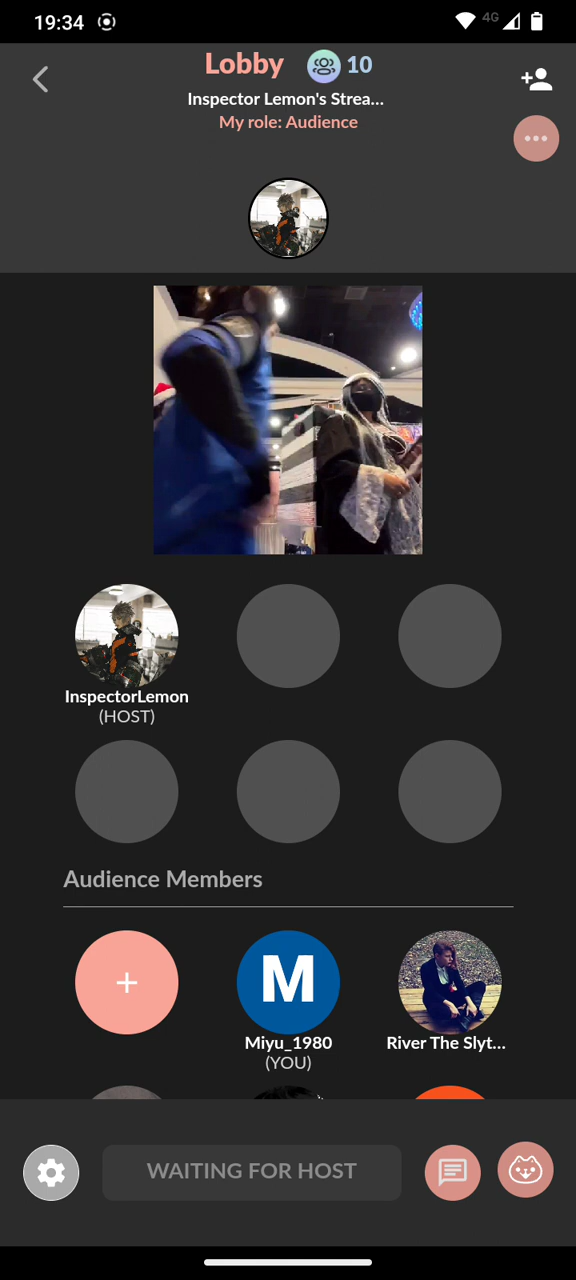 19:34
4G
Lobby
10
Inspector Lemon's Strea...
My role: Audience
InspectorLemon
(HOST)
Audience Members
M
Miyu_1980
(YOU)
River The Slyt...
WAITING FOR HOST